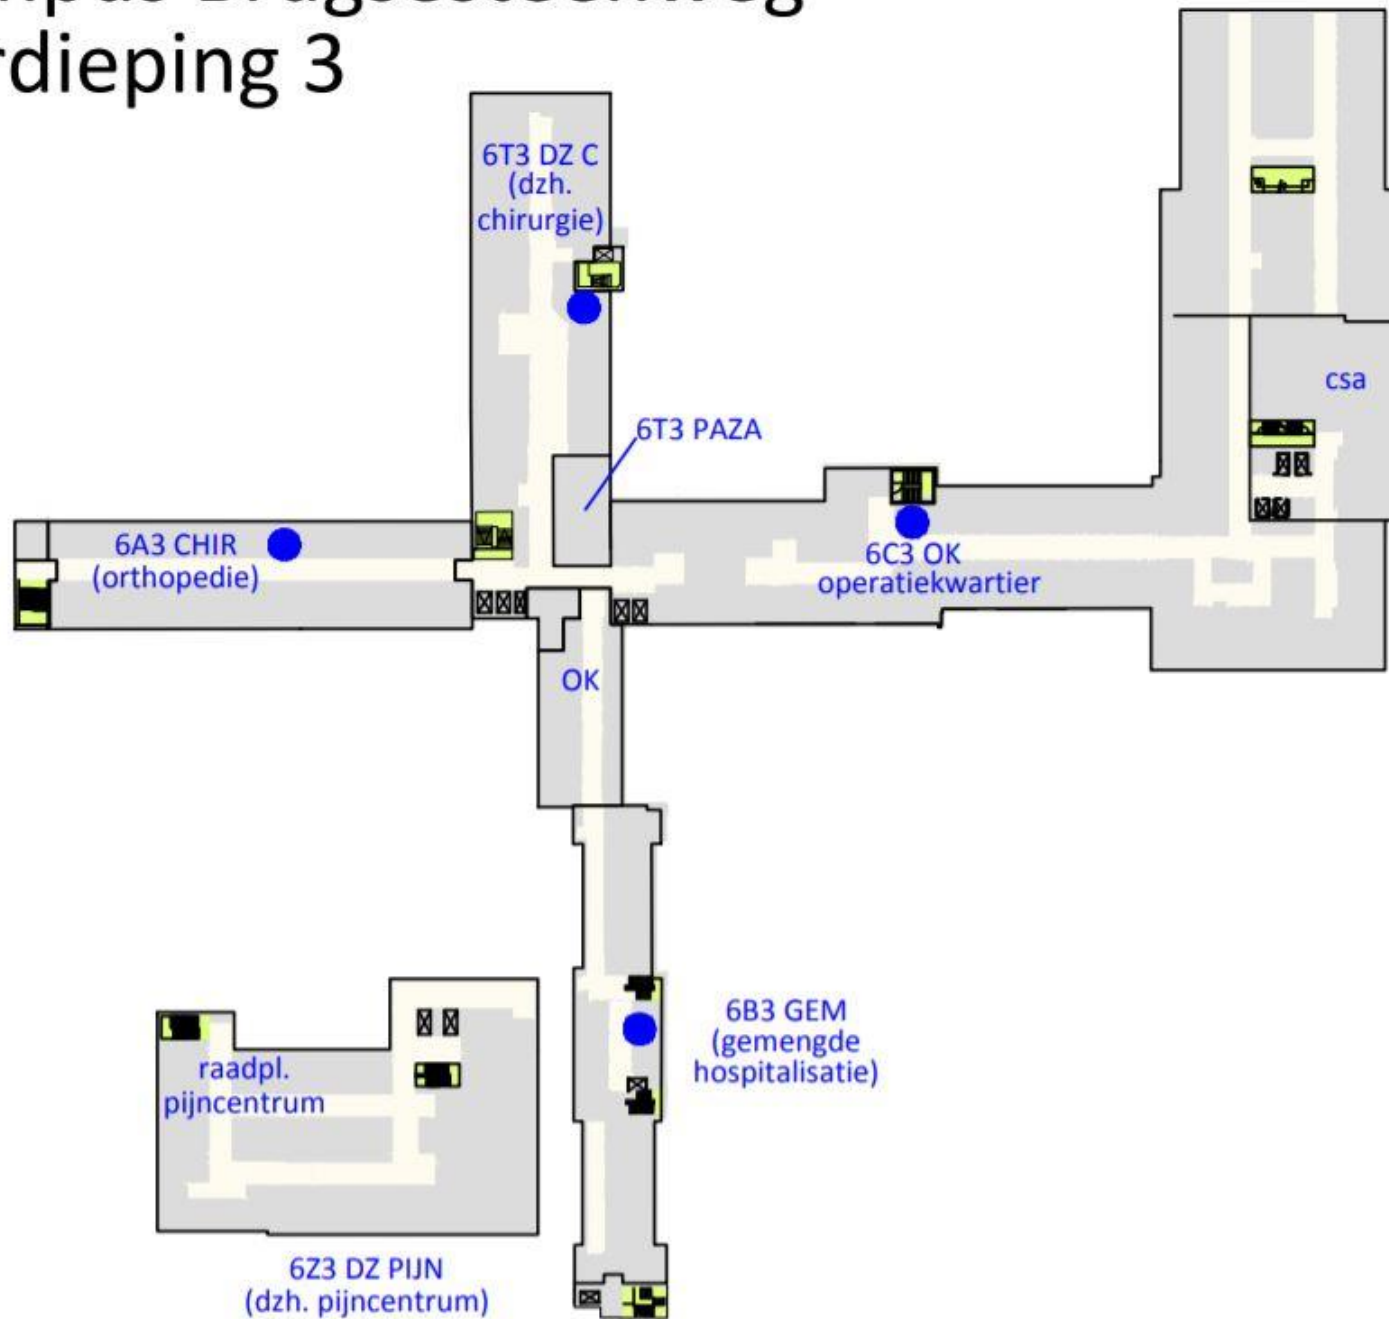 Brugsesteenweg
rdieping 3
6T3 DZ C
(dzh.
chirurgie)
csa
6T3 PAZA
6A3 CHIR
(orthopedie)
6C3 OK
operatiekwartier
OK
6B3 GEM
(gemengde
hospitalisatie)
raadpl.
pijncentrum
6Z3 DZ PIJN
(dzh. pijncentrum)